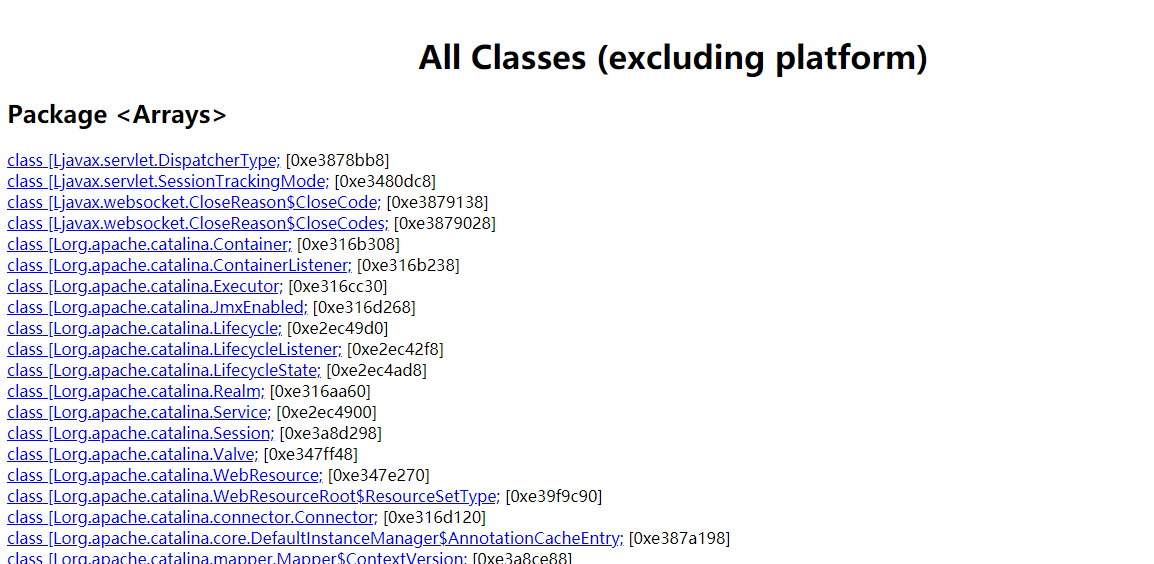 All Classes (excluding platform)
Package <Arrays>
class [Ljavax.servlet.DispatcherType; [0xe3878bb8]
class [Ljavax.servlet.SessionTrackingMode; [0xe3480dc8]
class [Ljavax.websocket.CloseReason$CloseCode; [0xe3879138]
class [Ljavax.websocket.CloseReason$CloseCodes; [0xe3879028]
class [Lorg.apache.catalina.Container; [0xe316b308]
class [Lorg.apache.catalina.ContainerListener; [0xe316b238]
class [Lorg.apache.catalina.Executor; [0xe316cc30]
class [Lorg.apache.catalina.JmxEnabled; [0xe316d268]
class [Lorg.apache.catalina.Lifecycle; [0xe2ec49d0]
class [Lorg.apache.catalina.LifecycleListener; [0xe2ec42f8]
class [Lorg.apache.catalina.LifecycleState; [0xe2ec4ad8]
class [Lorg.apache.catalina.Realm; [0xe316aa60]
class [Lorg.apache.catalina.Service; [0xe2ec4900]
class [Lorg.apache.catalina.Session; [0xe3a8d298]
class [Lorg.apache.catalina.Valve; [0xe347ff48]
class [Lorg.apache.catalina.WebResource; [0xe347e270]
class [Lorg.apache.catalina.WebResourceRoot$ResourceSetType; [0xe39f9c90]
class [Lorg.apache.catalina.connector.Connector; [0xe316d120]
class [Lorg.apache.catalina.core.DefaultInstanceManager$AnnotationCacheEntry; [0xe387a198]
class [Lorg.apache.catalina.mapper.Mapper$ContextVersion; [0xe3a8ce88]